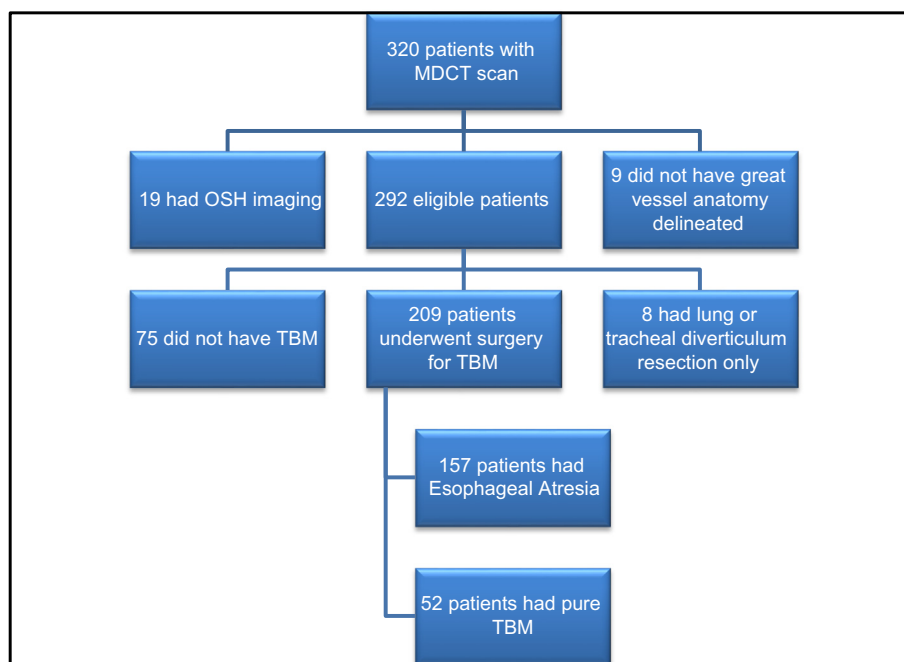 320 patients with
MDCT scan
19 had OSH imaging
292 eligible patients
9 did not have great
vessel anatomy
delineated
75 did not have TBM
209 patients
underwent surgery
for TBM
8 had lung or
tracheal diverticulum
resection only
157 patients had
Esophageal Atresia
52 patients had pure
TBM